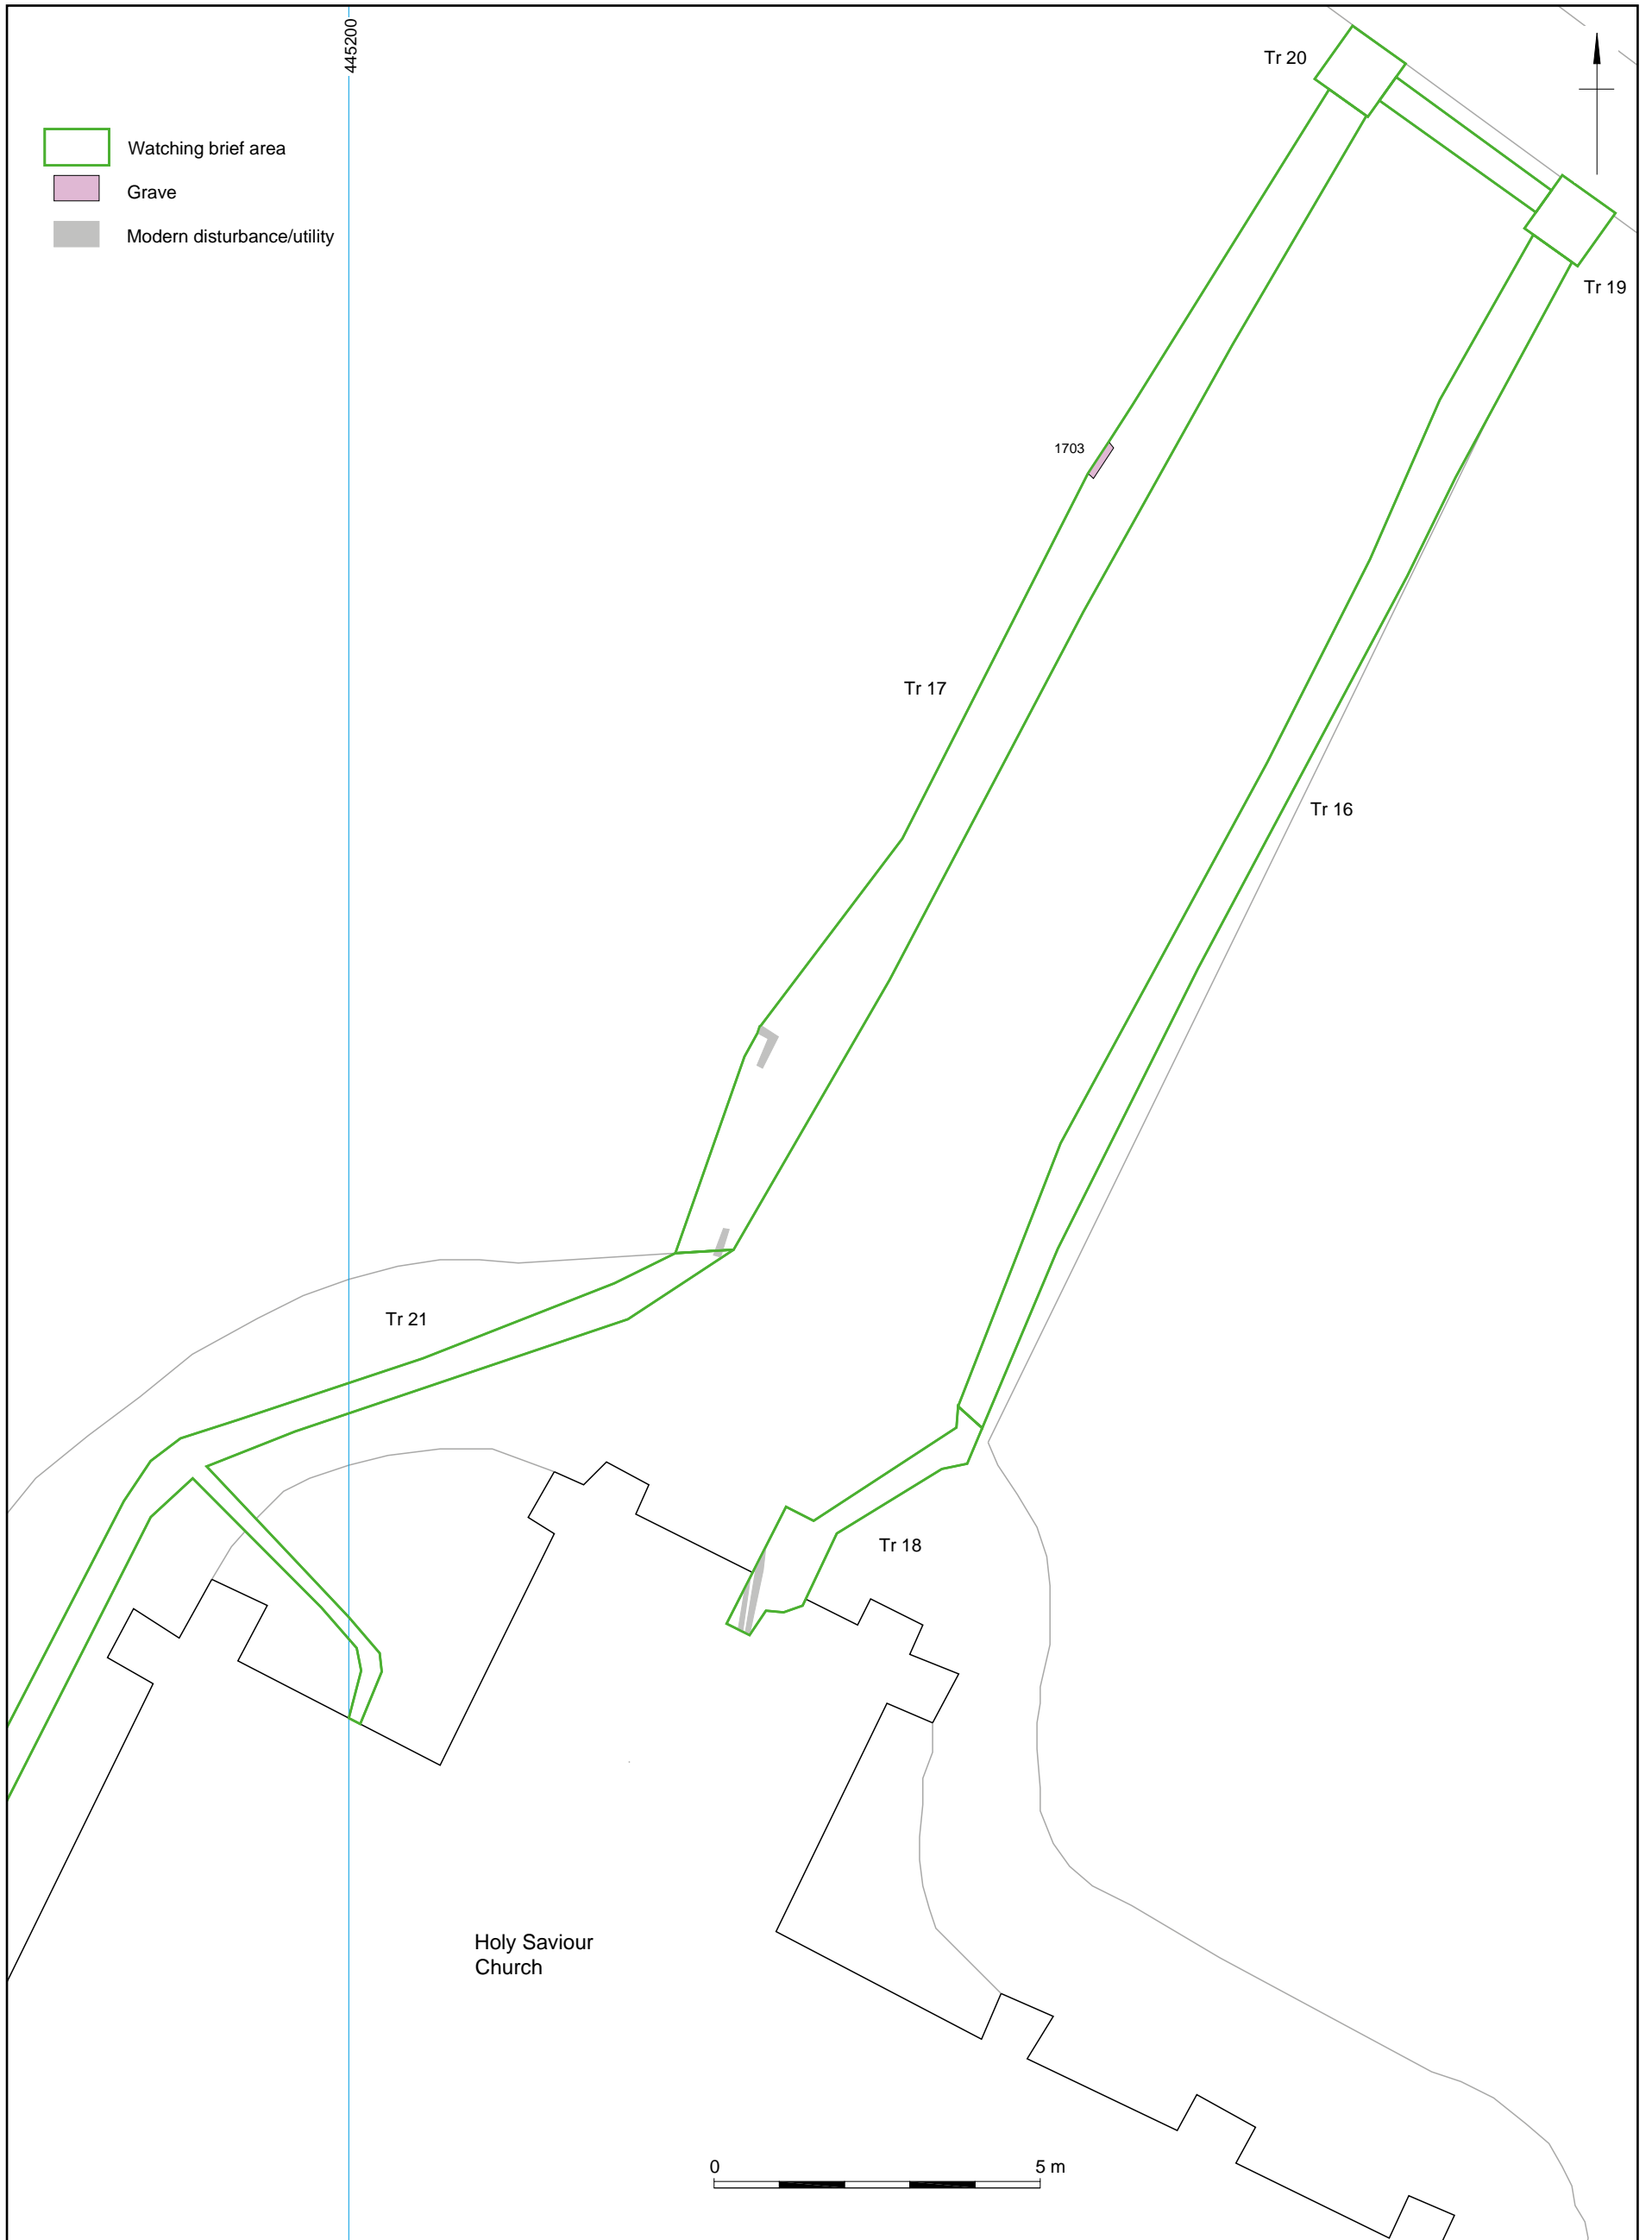 445200
Tr 20
Watching brief area
Grave
Modern disturbance/utility
Tr 19
1703
Tr 17
Tr 16
Tr 21
Tr 18
Holy Saviour
Church
0 5 m